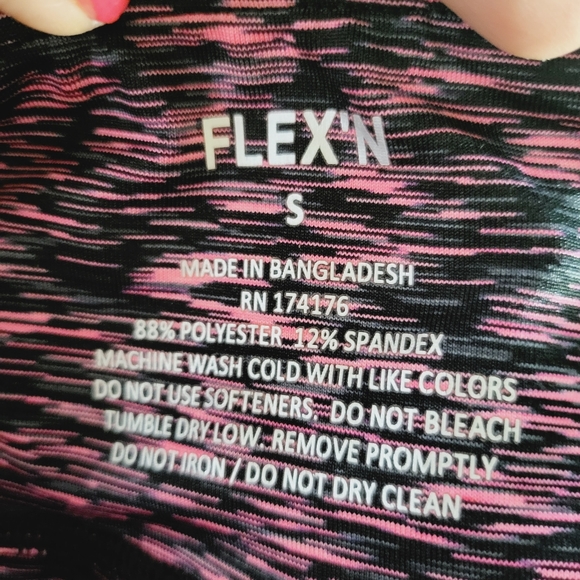 FLEX'N
S
MADE IN BANGLADESH
RN 174176
88% POLYESTER 12% SPANDEX
MACHINE WASH COLD WITH LIKE COLORS
DO NOT USE SOFTENERS, DO NOT BLEACH
TUMBLE DRY LOW. REMOVE PROMPTLY
DO NOT IRON / DO NOT DRY CLEAN